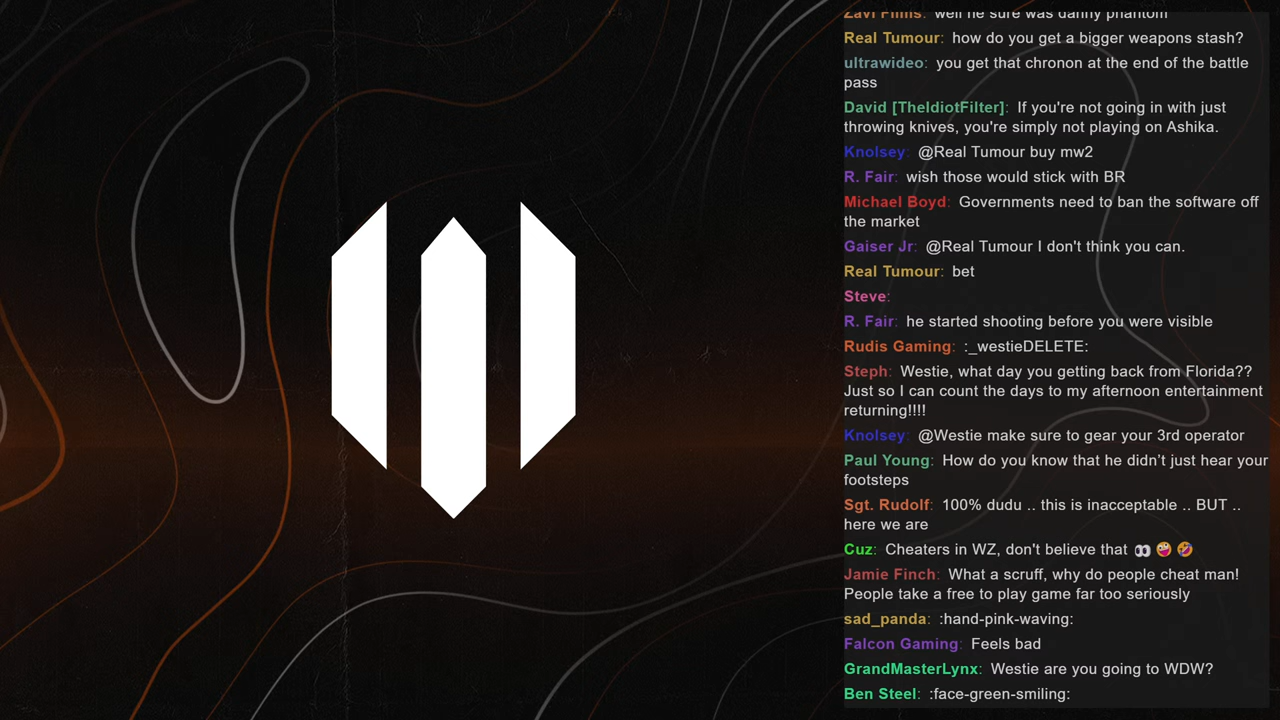 Zavi Films: well he sure was danny phantom
Real Tumour: how do you get a bigger weapons stash?
ultrawideo: you get that chronon at the end of the battle
pass
David [TheIdiotFilter]: If you're not going in with just
throwing knives, you're simply not playing on Ashika.
Knolsey: @Real Tumour buy mw2
R. Fair: wish those would stick with BR
Michael Boyd: Governments need to ban the software off
the market
Gaiser Jr: @Real Tumour I don't think you can.
Real Tumour: bet
Steve:
R. Fair: he started shooting before you were visible
Rudis Gaming: :_westieDELETE:
Steph: Westie, what day you getting back from Florida??
Just so I can count the days to my afternoon entertainment
returning!!!!
Knolsey: @Westie make sure to gear your 3rd operator
Paul Young: How do you know that he didn't just hear your
footsteps
Sgt. Rudolf: 100% dudu .. this is inacceptable .. BUT ..
here we are
Cuz: Cheaters in WZ, don't believe that 👀 🤪 🤣
Jamie Finch: What a scruff, why do people cheat man!
People take a free to play game far too seriously
sad_panda: :hand-pink-waving:
Falcon Gaming: Feels bad
GrandMasterLynx: Westie are you going to WDW?
Ben Steel: :face-green-smiling: